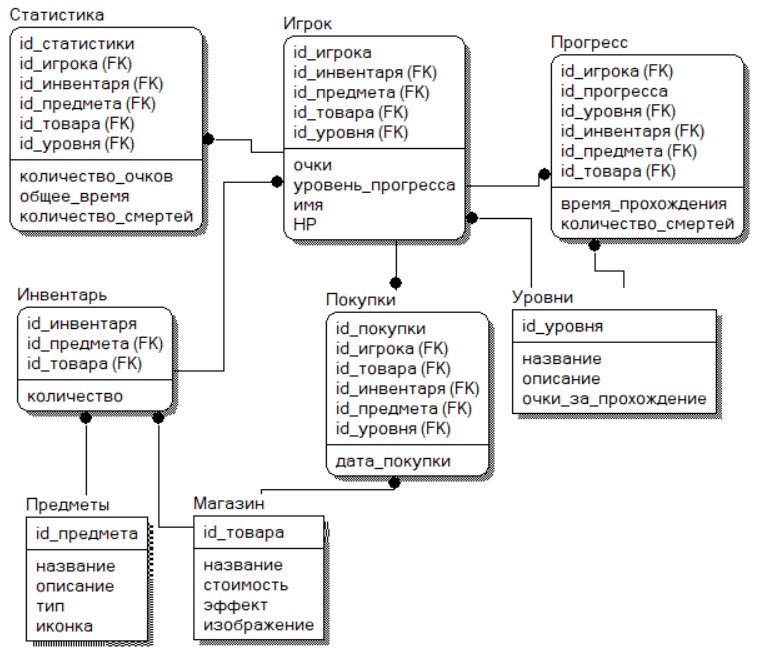 Статистика
id_статистики
id_игрока (FK)
id_инвентаря (FK)
id_предмета (FK)
id_товара (FK)
id_уровня (FK)
количество_очков
общее_время
количество_смертей
Игрок
id_игрока
id_инвентаря (FK)
id_предмета (FK)
id_товара (FK)
id_уровня (FK)
очки
уровень_прогресса
имя
HP
Прогресс
id_игрока (FK)
id_прогресса
id_уровня (FK)
id_инвентаря (FK)
id_предмета (FK)
id_товара (FK)
время_прохождения
количество_смертей
Инвентарь
id_инвентаря
id_предмета (FK)
id_товара (FK)
количество
Покупки
id_покупки
id_игрока (FK)
id_товара (FK)
id_инвентаря (FK)
id_предмета (FK)
id_уровня (FK)
дата_покупки
Уровни
id_уровня
название
описание
очки_за_прохождение
Предметы
id_предмета
название
описание
тип
иконка
Магазин
id_товара
название
стоимость
эффект
изображение